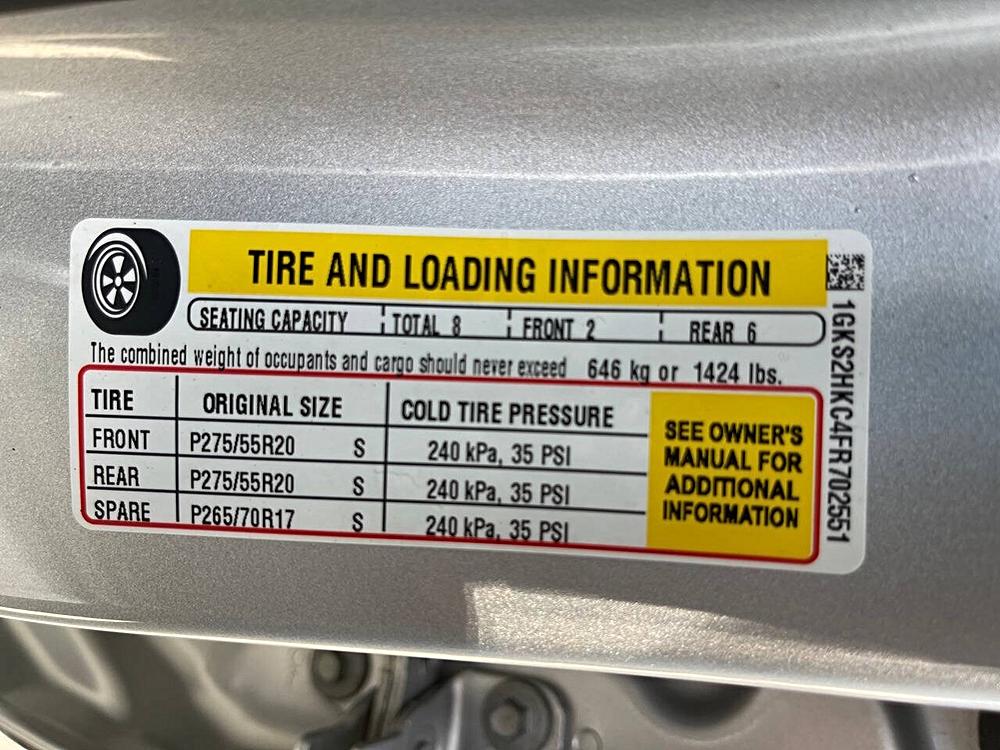 TIRE AND LOADING INFORMATION
SEATING CAPACITY TOTAL 8 FRONT 2 REAR 6
The combined weight of occupants and cargo should never exceed 646 kg or 1424 lbs.
TIRE ORIGINAL SIZE COLD TIRE PRESSURE
FRONT P275/55R20 S 240 kPa, 35 PSI
REAR P275/55R20 S 240 kPa, 35 PSI
SPARE P265/70R17 S 240 kPa, 35 PSI
SEE OWNER'S
MANUAL FOR
ADDITIONAL
INFORMATION
1GKS2HKC4FR702551